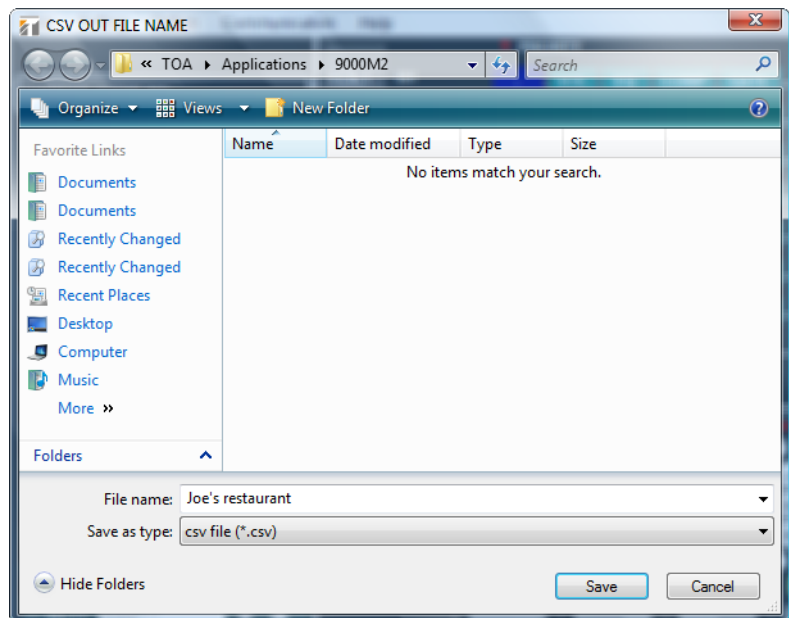 CSV OUT FILE NAME
« TOA Applications 9000M2 Search
Organize Views New Folder
Favorite Links
Name Date modified Type Size
No items match your search.
Documents
Documents
Recently Changed
Recently Changed
Recent Places
Desktop
Computer
Music
More »
Folders
File name: Joe's restaurant
Save as type: csv file (*.csv)
Hide Folders Save Cancel